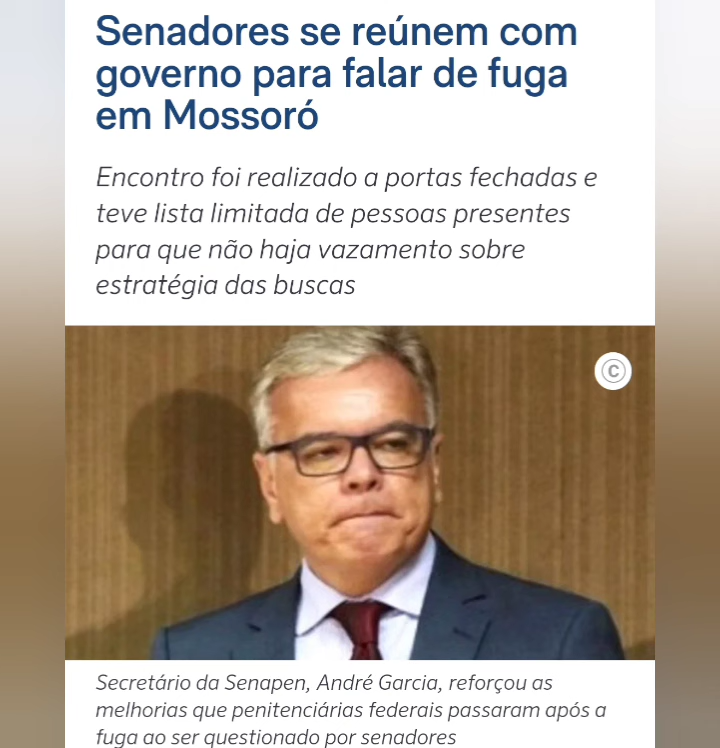 Senadores se reúnem com
governo para falar de fuga
em Mossoró
Encontro foi realizado a portas fechadas e
teve lista limitada de pessoas presentes
para que não haja vazamento sobre
estratégia das buscas
©
Secretário da Senapen, André Garcia, reforçou as
melhorias que penitenciárias federais passaram após a
fuga ao ser questionado por senadores